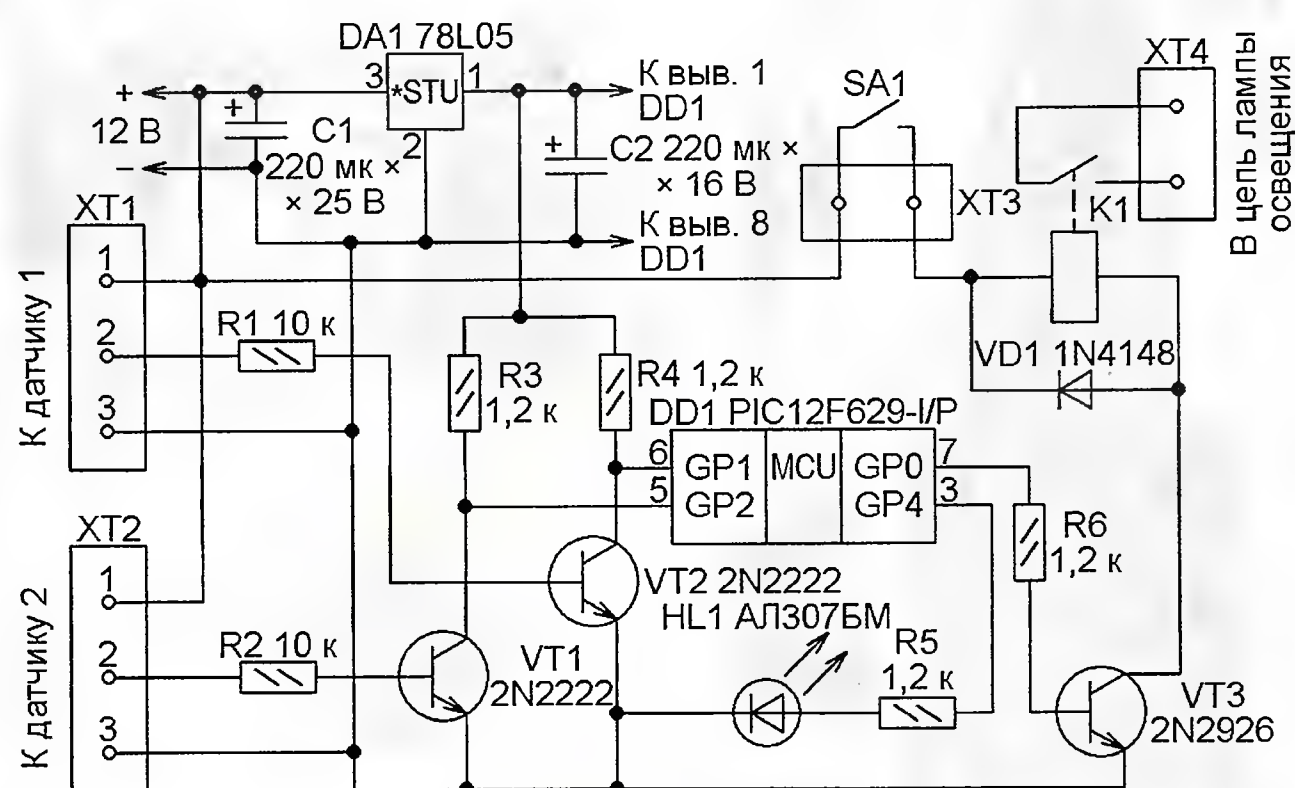 DA1 78L05
3
*STU
1
2
+
12 В
−
+
C1
220 мк ×
× 25 В
К выв. 1
DD1
+
C2 220 мк ×
× 16 В
К выв. 8
DD1
SA1
XT3
XT4
K1
В цепь лампы
освещения
XT1
1
2
3
К датчику 1
R1 10 к
R3
1,2 к
R4 1,2 к
VD1 1N4148
DD1 PIC12F629-I/P
6
5
GP1
GP2
MCU
GP0
GP4
7
3
R6
1,2 к
XT2
1
2
3
К датчику 2
R2 10 к
VT1
2N2222
VT2 2N2222
HL1 АЛ307БМ
R5
1,2 к
VT3
2N2926